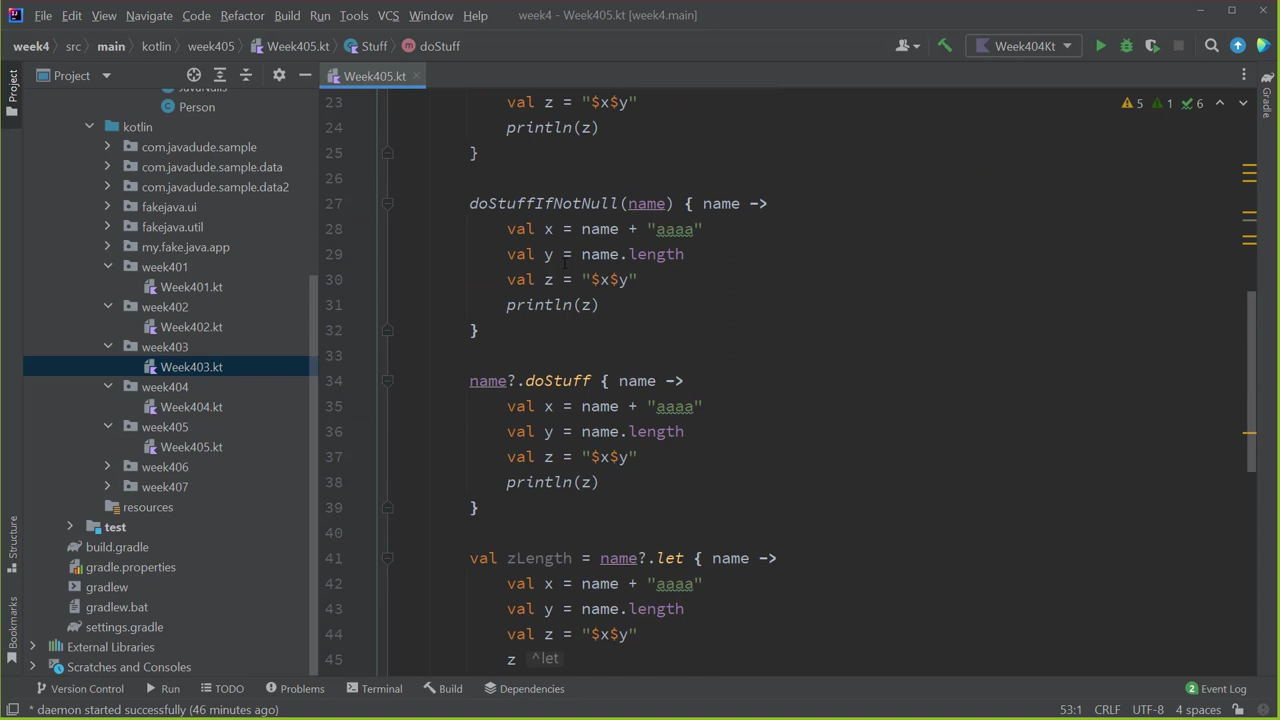 File Edit View Navigate Code Refactor Build Run Tools VCS Window Help week4 - Week405.kt [week4.main]
week4 src main kotlin week405 Week405.kt Stuff doStuff Week404Kt
Project Week405.kt
Project
Gradle
Structure
Bookmarks
Person
kotlin
com.javadude.sample
com.javadude.sample.data
com.javadude.sample.data2
fakejava.ui
fakejava.util
my.fake.java.app
week401
Week401.kt
week402
Week402.kt
week403
Week403.kt
week404
Week404.kt
week405
Week405.kt
week406
week407
resources
test
build.gradle
gradle.properties
gradlew
gradlew.bat
settings.gradle
External Libraries
Scratches and Consoles
5 1 6
23 val z = "$x$y"
24 println(z)
25 }
26
27 doStuffIfNotNull(name) { name ->
28 val x = name + "aaaa"
29 val y = name.length
30 val z = "$x$y"
31 println(z)
32 }
33
34 name?.doStuff { name ->
35 val x = name + "aaaa"
36 val y = name.length
37 val z = "$x$y"
38 println(z)
39 }
40
41 val zLength = name?.let { name ->
42 val x = name + "aaaa"
43 val y = name.length
44 val z = "$x$y"
45 z ^let
Version Control Run TODO Problems Terminal Build Dependencies 2 Event Log
* daemon started successfully (46 minutes ago) 53:1 CRLF UTF-8 4 spaces